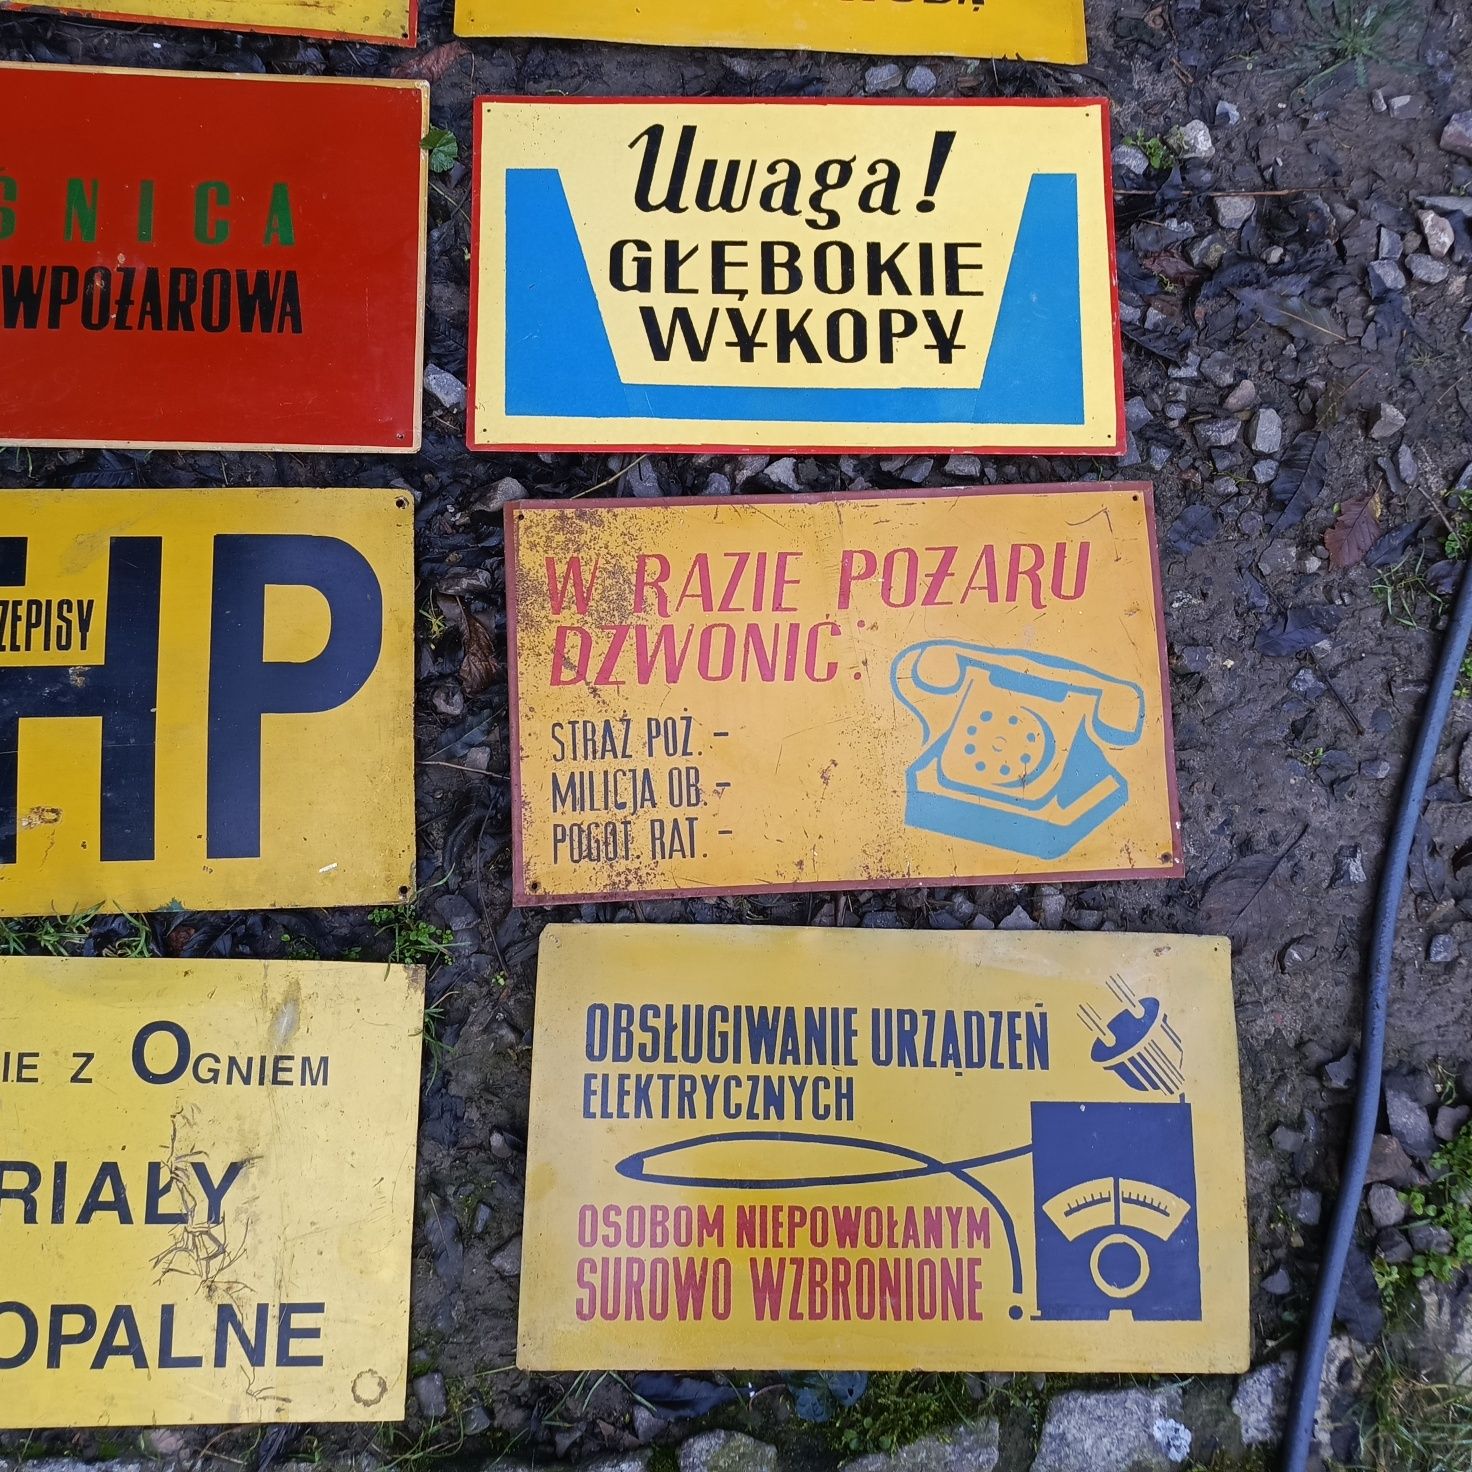 ŚNICA
WPOŻAROWA
Uwaga!
GŁĘBOKIE
WYKOPY
ZEPISY
HP
W RAZIE POŻARU
DZWONIĆ:
STRAŻ POŻ. -
MILICJA OB. -
POGOT. RAT. -
IE Z OGNIEM
RIAŁY
OPALNE
OBSŁUGIWANIE URZĄDZEŃ
ELEKTRYCZNYCH
OSOBOM NIEPOWOŁANYM
SUROWO WZBRONIONE